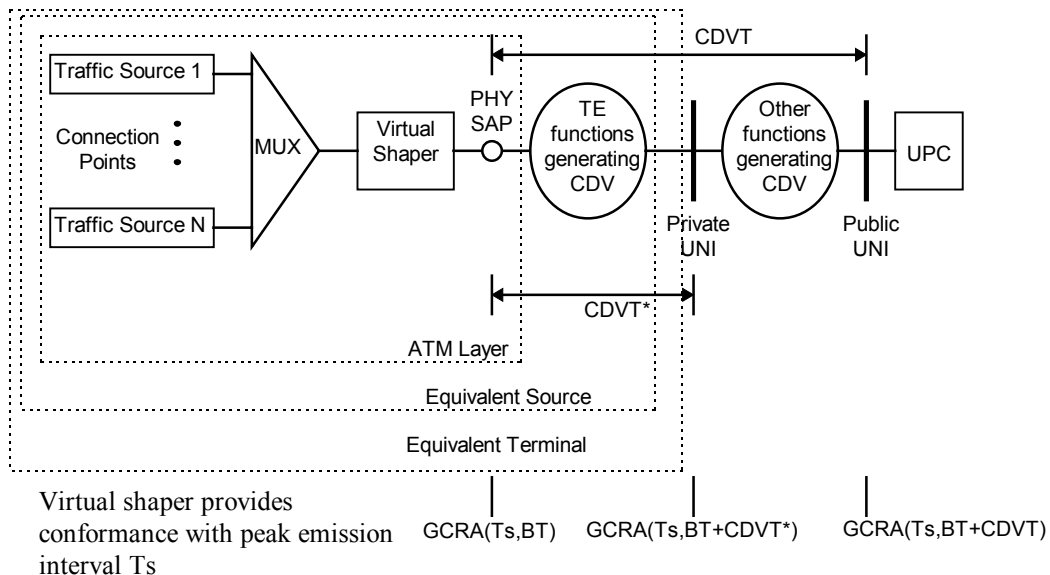 CDVT
Traffic Source 1
Connection
Points
Traffic Source N
MUX
Virtual
Shaper
PHY
SAP
TE
functions
generating
CDV
Private
UNI
Other
functions
generating
CDV
Public
UNI
UPC
CDVT*
ATM Layer
Equivalent Source
Equivalent Terminal
Virtual shaper provides
conformance with peak emission
interval Ts
GCRA(Ts,BT)
GCRA(Ts,BT+CDVT*)
GCRA(Ts,BT+CDVT)